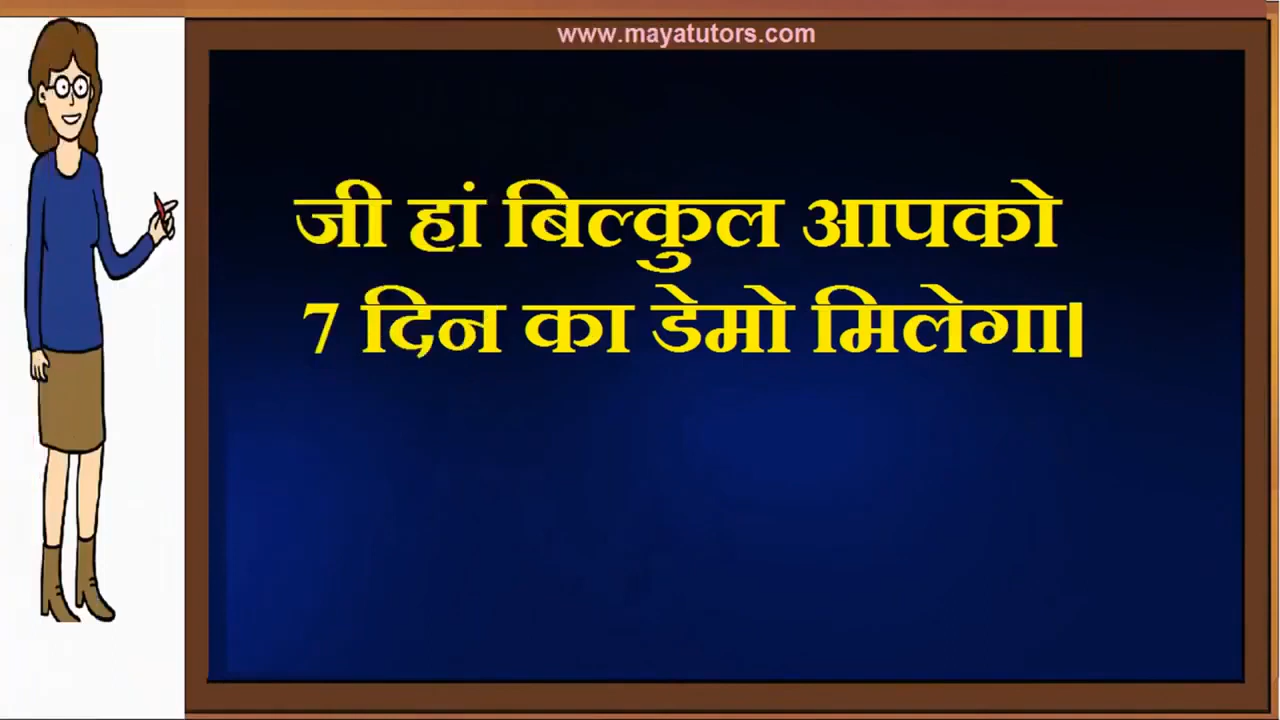 www.mayatutors.com
जी हां बिल्कुल आपको
7 दिन का डेमो मिलेगा।